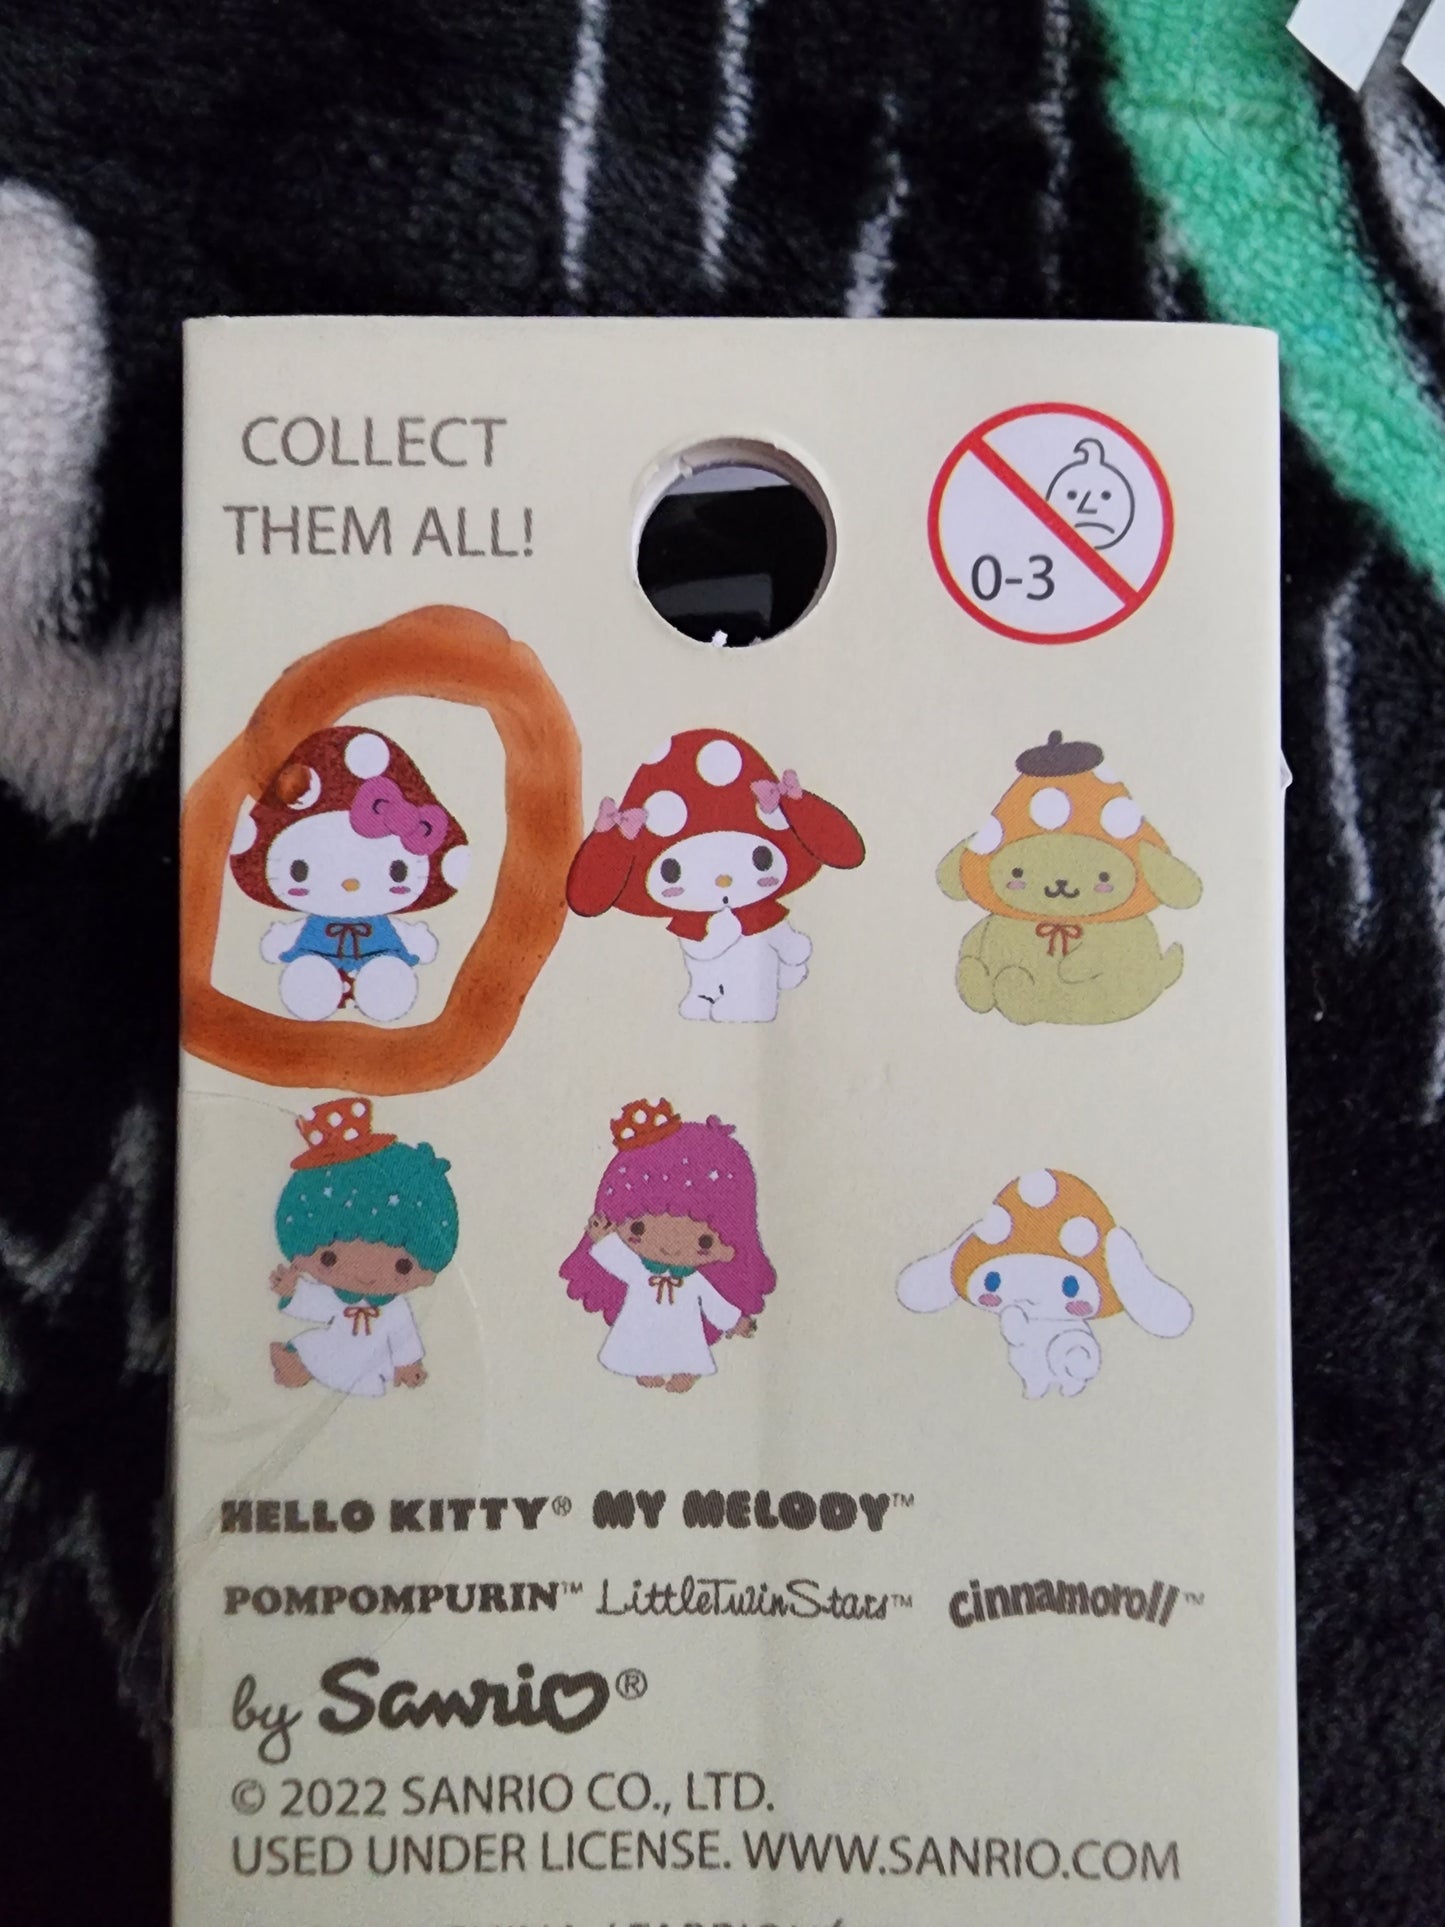 COLLECT
THEM ALL!
0-3
HELLO KITTY® MY MELODY™
POMPOMPURIN™ LittleTwinStars™ cinnamoroll™
by Sanrio®
© 2022 SANRIO CO., LTD.
USED UNDER LICENSE. WWW.SANRIO.COM